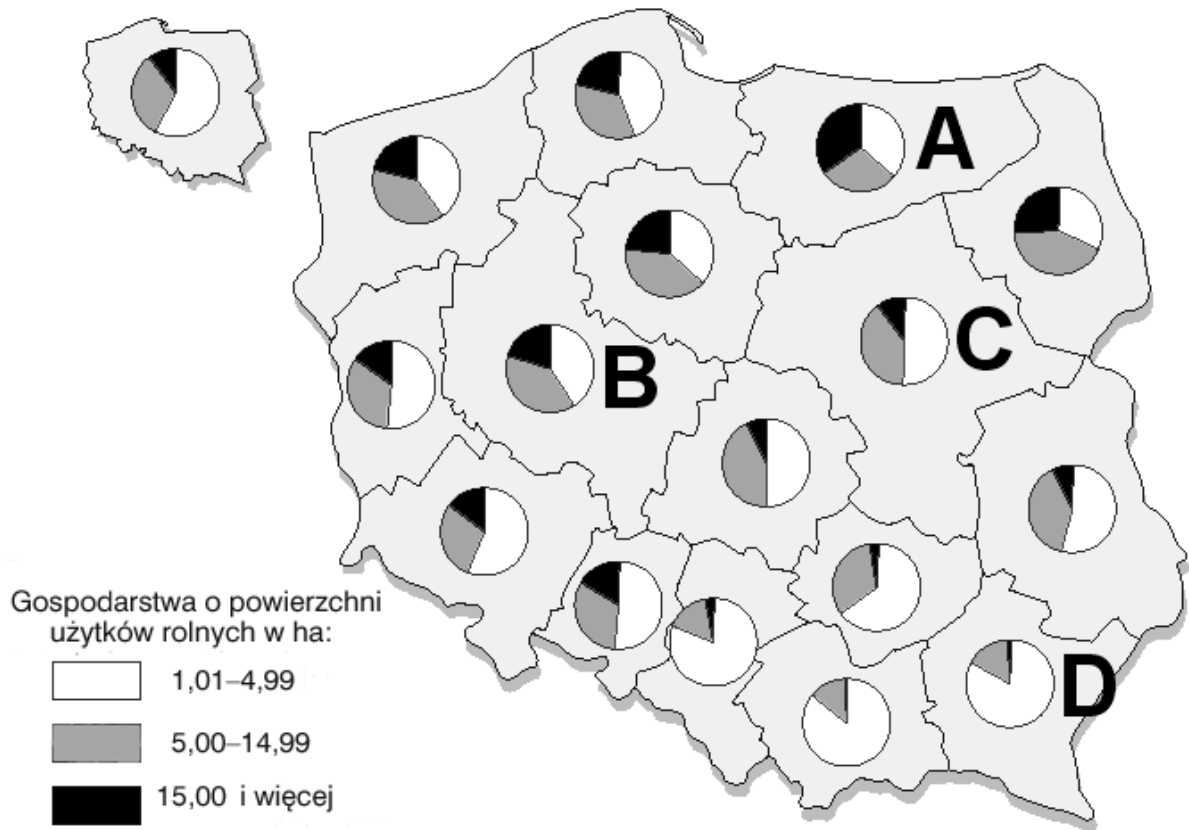 A
B
C
D
Gospodarstwa o powierzchni
użytków rolnych w ha:
1,01–4,99
5,00–14,99
15,00 i więcej